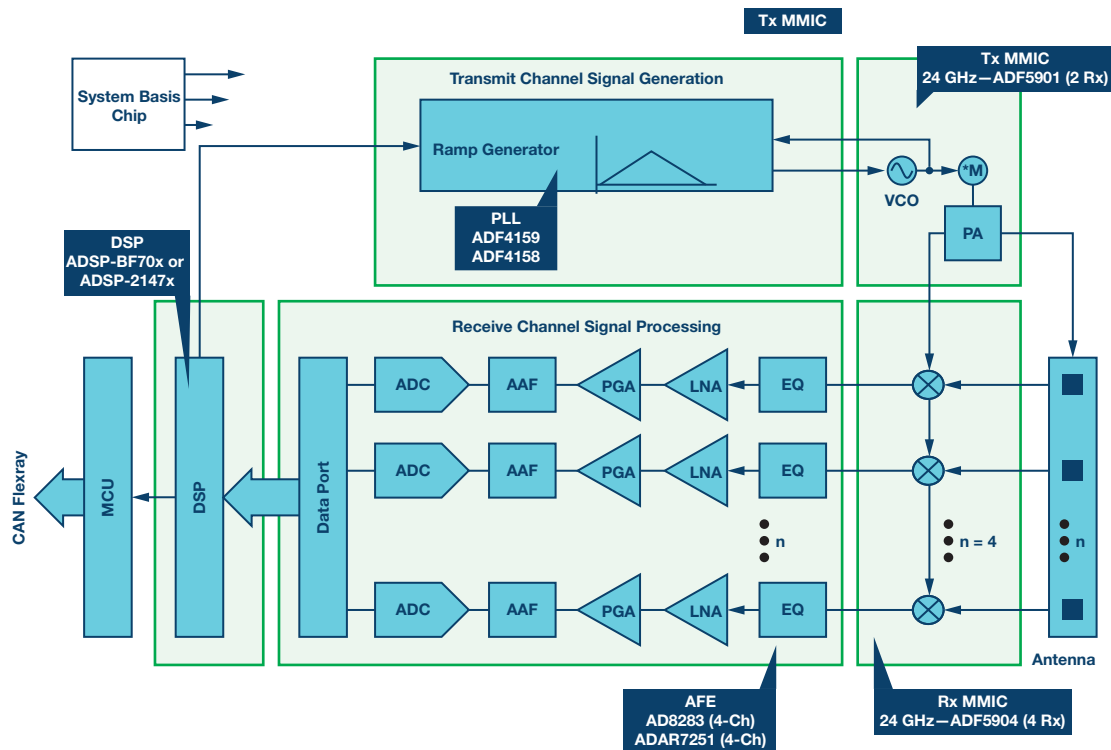 Tx MMIC
Tx MMIC
24 GHz—ADF5901 (2 Rx)
System Basis
Chip
Transmit Channel Signal Generation
Ramp Generator
VCO
*M
PA
PLL
ADF4159
ADF4158
DSP
ADSP-BF70x or
ADSP-2147x
Receive Channel Signal Processing
CAN Flexray
MCU
DSP
Data Port
ADC
AAF
PGA
LNA
EQ
ADC
AAF
PGA
LNA
EQ
n
n = 4
n
ADC
AAF
PGA
LNA
EQ
Antenna
AFE
AD8283 (4-Ch)
ADAR7251 (4-Ch)
Rx MMIC
24 GHz—ADF5904 (4 Rx)